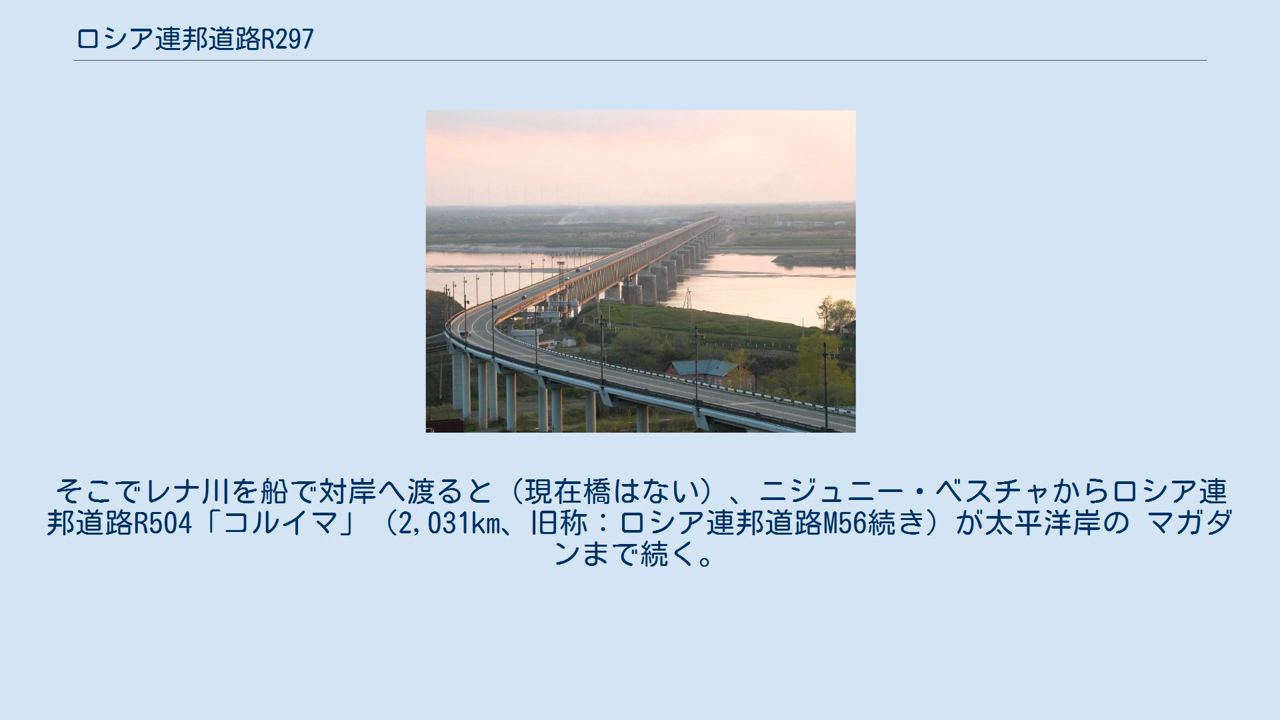 ロシア連邦道路R297
そこでレナ川を船で対岸へ渡ると（現在橋はない）、ニジュニー・ベスチャからロシア連
邦道路R504「コルイマ」（2,031km、旧称：ロシア連邦道路M56続き）が太平洋岸の マガダ
ンまで続く。